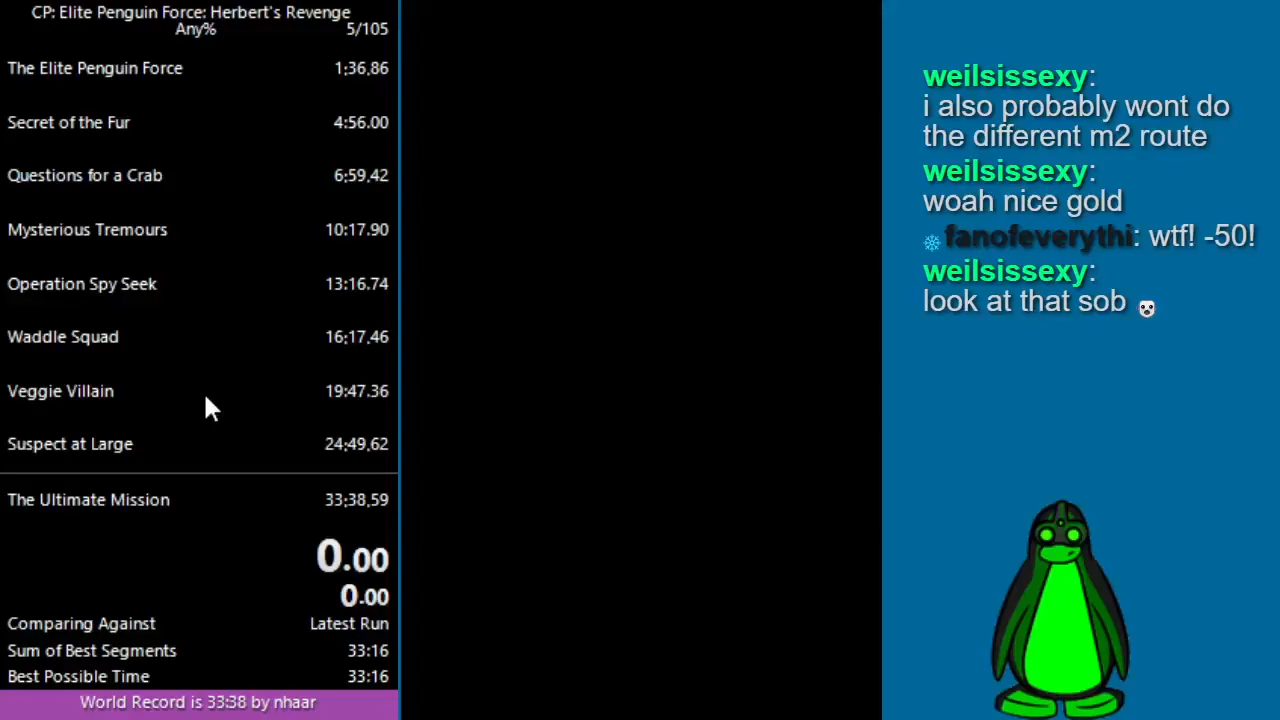 CP: Elite Penguin Force: Herbert's Revenge
Any% 5/105
The Elite Penguin Force 1:36,86
Secret of the Fur 4:56.00
Questions for a Crab 6;59,42
Mysterious Tremours 10:17.90
Operation Spy Seek 13:16.74
Waddle Squad 16;17,46
Veggie Villain 19:47.36
Suspect at Large 24;49,62
The Ultimate Mission 33;38,59
0.00
0.00
Comparing Against Latest Run
Sum of Best Segments 33:16
Best Possible Time 33:16
World Record is 33:38 by nhaar
weilsissexy:
i also probably wont do
the different m2 route
weilsissexy:
woah nice gold
fanofeverythi: wtf! -50!
weilsissexy:
look at that sob